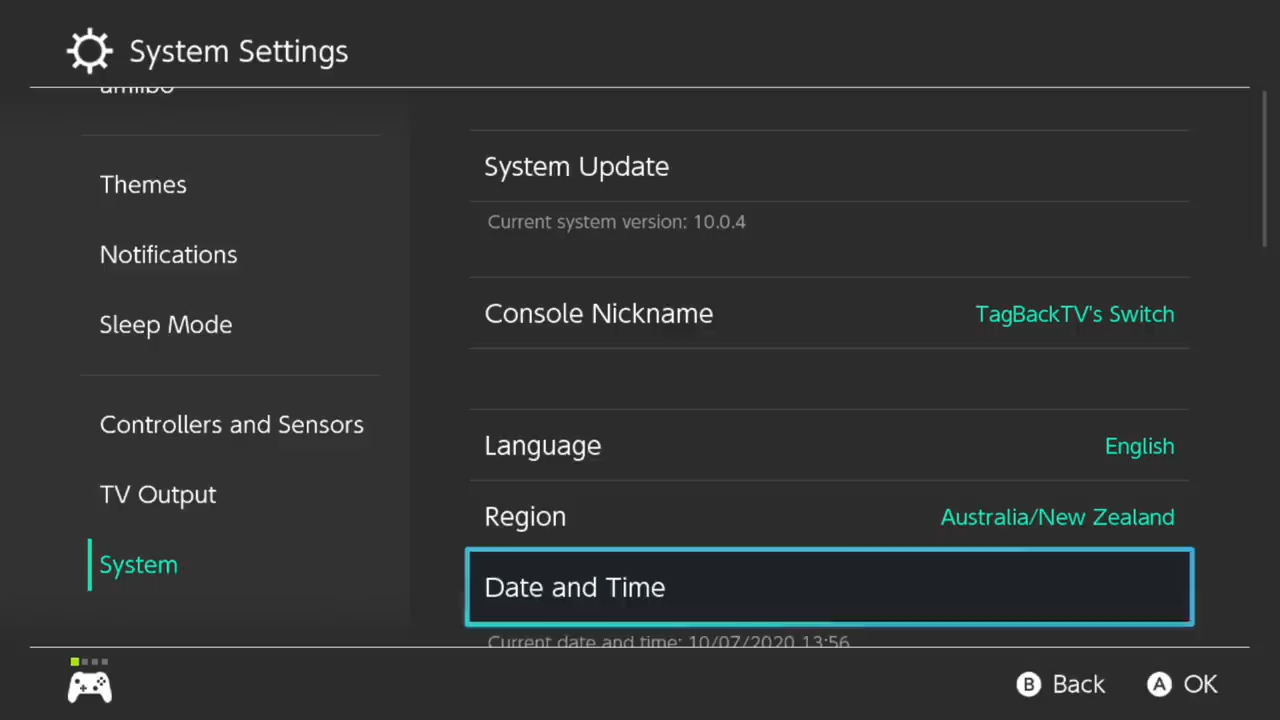 System Settings
amiibo
Themes
Notifications
Sleep Mode
Controllers and Sensors
TV Output
System
System Update
Current system version: 10.0.4
Console Nickname TagBackTV's Switch
Language English
Region Australia/New Zealand
Date and Time
Current date and time: 10/07/2020 13:56
B Back A OK